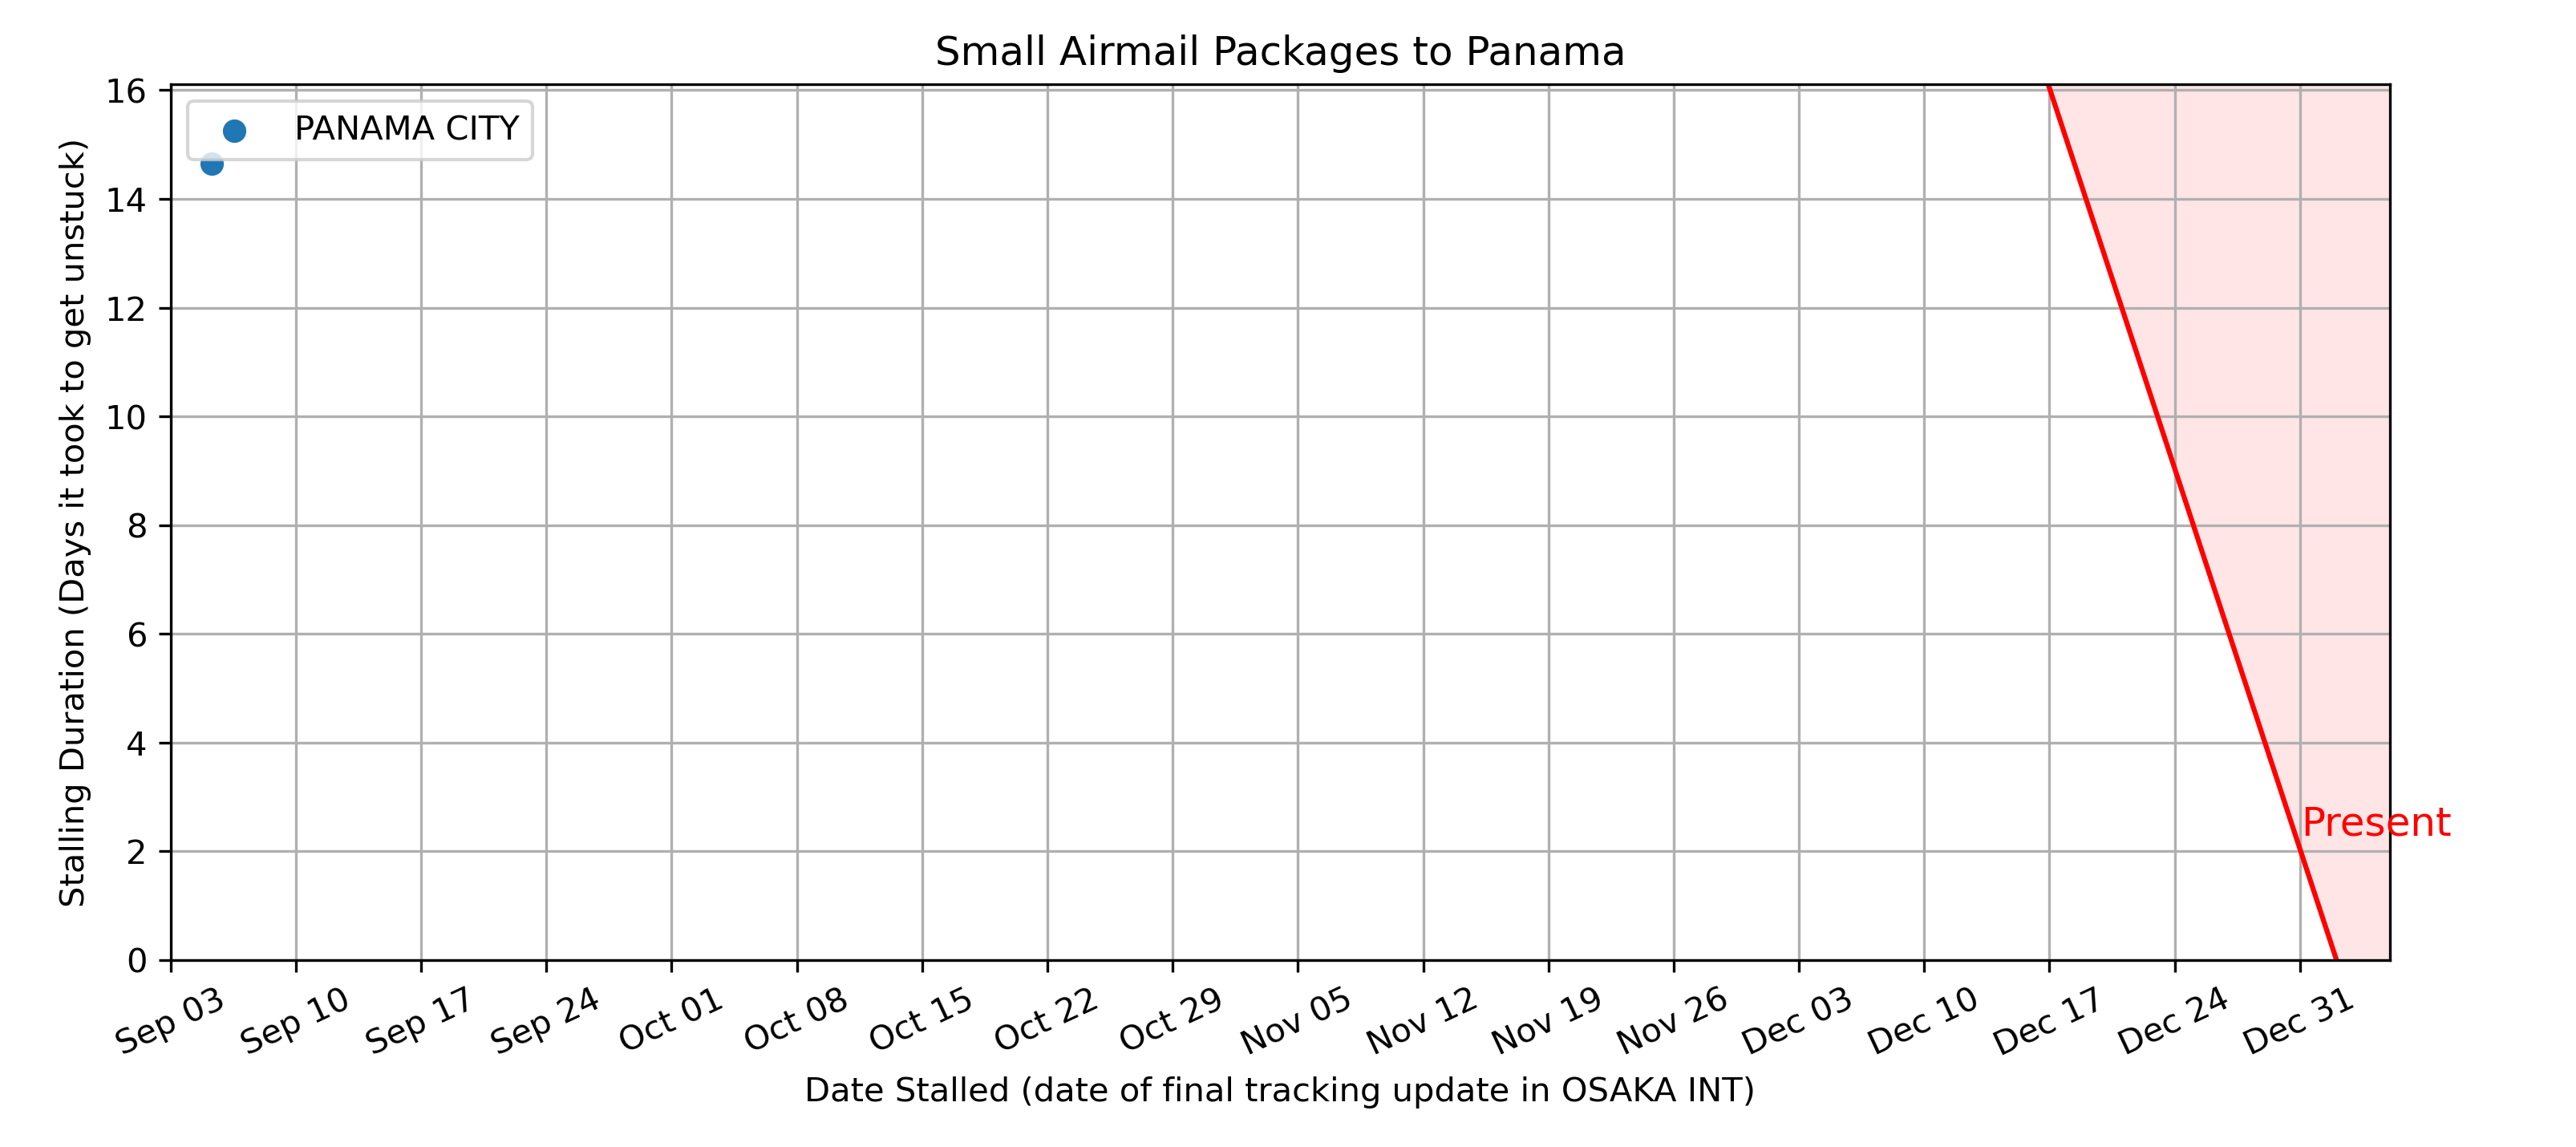 Small Airmail Packages to Panama
PANAMA CITY
Stalling Duration (Days it took to get unstuck)
16
14
12
10
8
6
4
2
0
Present
Sep 03 Sep 10 Sep 17 Sep 24 Oct 01 Oct 08 Oct 15 Oct 22 Oct 29 Nov 05 Nov 12 Nov 19 Nov 26 Dec 03 Dec 10 Dec 17 Dec 24 Dec 31
Date Stalled (date of final tracking update in OSAKA INT)